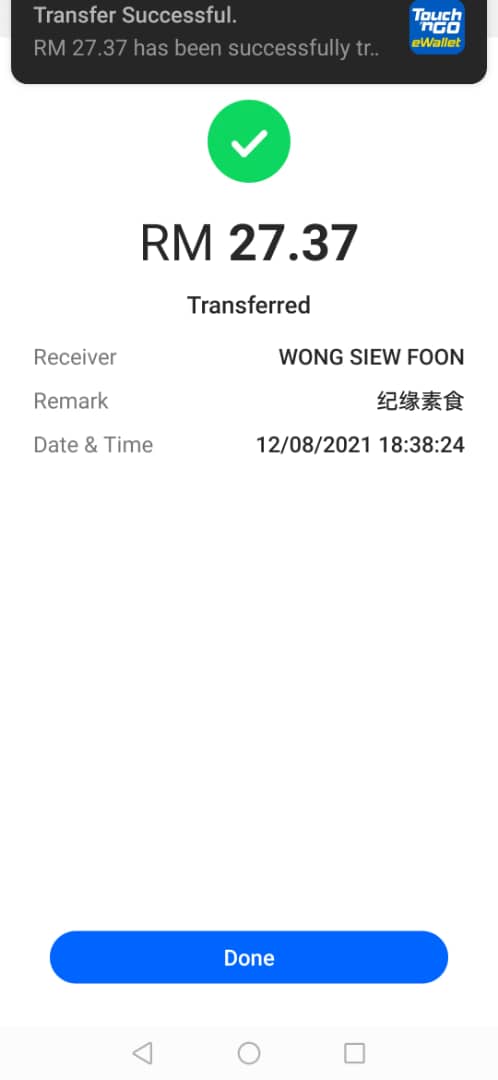 Transfer Successful.
RM 27.37 has been successfully tr..
Touch
'nGO
eWallet
RM 27.37
Transferred
Receiver WONG SIEW FOON
Remark 纪缘素食
Date & Time 12/08/2021 18:38:24
Done